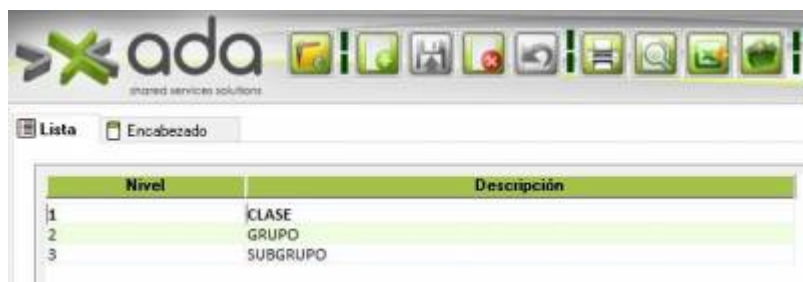 ada
shared services solutions
Lista Encabezado
Nivel Descripción
1 CLASE
2 GRUPO
3 SUBGRUPO